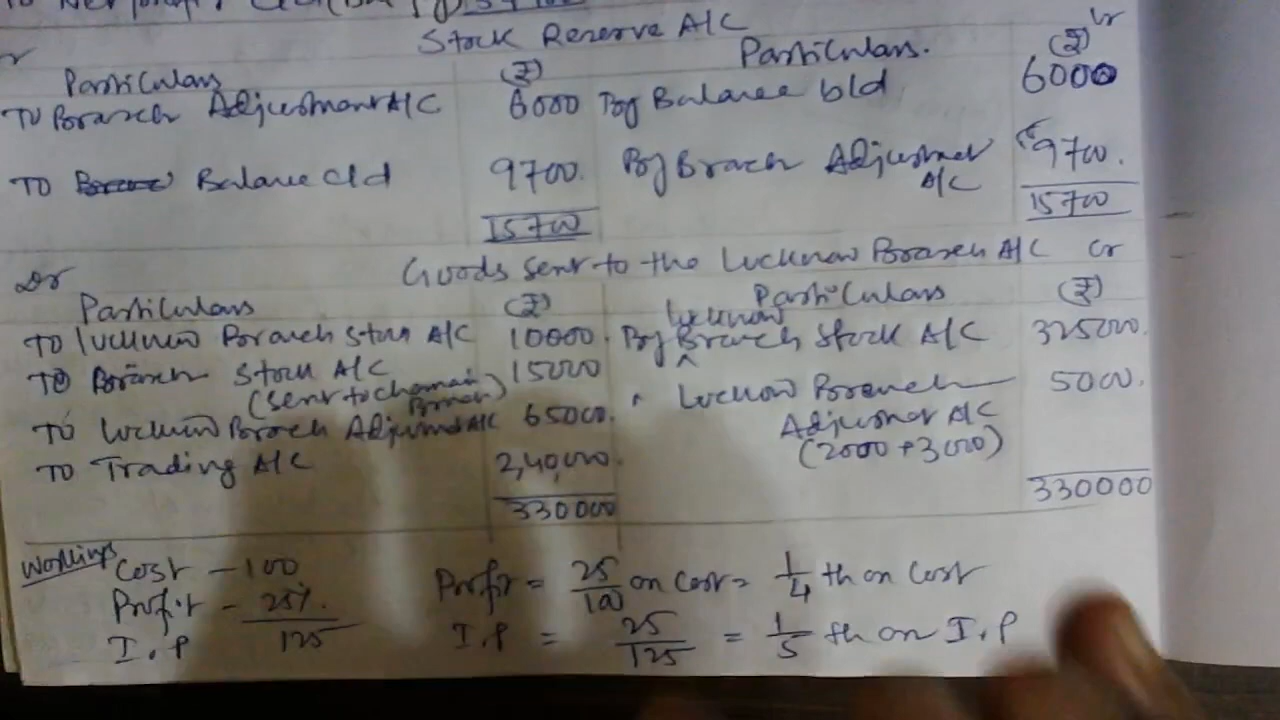 Stock Reserve A/C
Cr
Particulars (₹) Particulars. (₹)
To Branch Adjustment A/C 6000 By Balance b/d 6000
To Balance c/d 9700. By Branch Adjustment A/C 9700.
15700 15700
Dr Goods sent to the Lucknow Branch A/C Cr
Particulars (₹) Particulars (₹)
To Lucknow Branch Stock A/C 10000. By Lucknow Branch Stock A/C 325000.
To Branch Stock A/C 15000
(sent to Branch)
" Lucknow Branch Adjustment A/C 5000.
(2000 + 3000)
To Lucknow Branch Adjustment A/C 65000.
To Trading A/C 2,40,000.
330000 330000
Workings
Cost - 100 Profit = 25/100 on Cost = 1/4 th on Cost
Profit - 25%.
I.P 125 I.P = 25/125 = 1/5 th on I.P